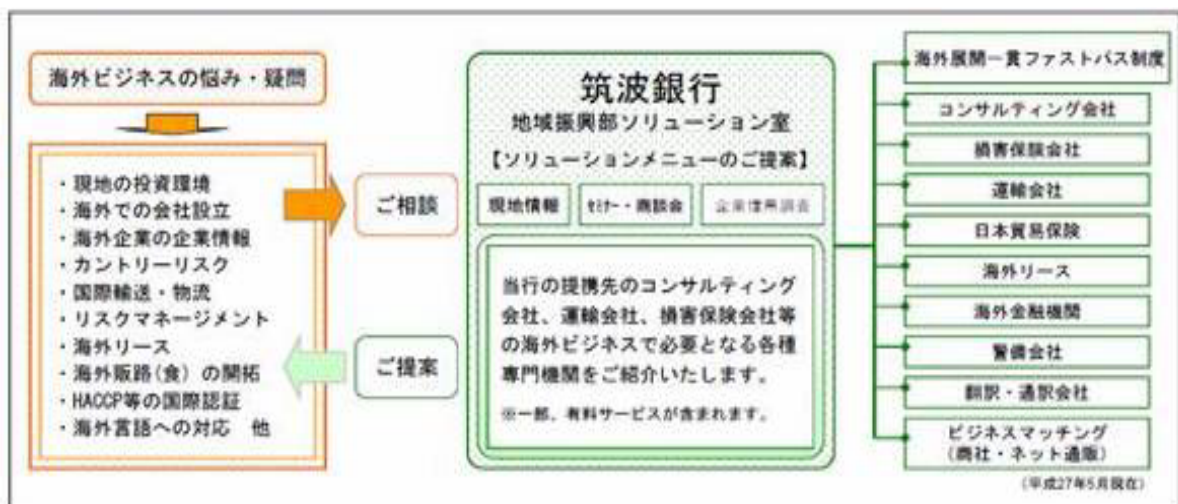 海外ビジネスの悩み・疑問
・現地の投資環境
・海外での会社設立
・海外企業の企業情報
・カントリーリスク
・国際輸送・物流
・リスクマネージメント
・海外リース
・海外販路(食)の開拓
・HACCP等の国際認証
・海外言語への対応 他
ご相談
ご提案
筑波銀行
地域振興部ソリューション室
【ソリューションメニューのご提案】
現地情報
セミナー・商談会
企業信用調査
当行の提携先のコンサルティング
会社、運輸会社、損害保険会社等
の海外ビジネスで必要となる各種
専門機関をご紹介いたします。
※一部、有料サービスが含まれます。
海外展開一貫ファストパス制度
コンサルティング会社
損害保険会社
運輸会社
日本貿易保険
海外リース
海外金融機関
警備会社
翻訳・通訳会社
ビジネスマッチング
(商社・ネット通販)
(平成27年5月現在)